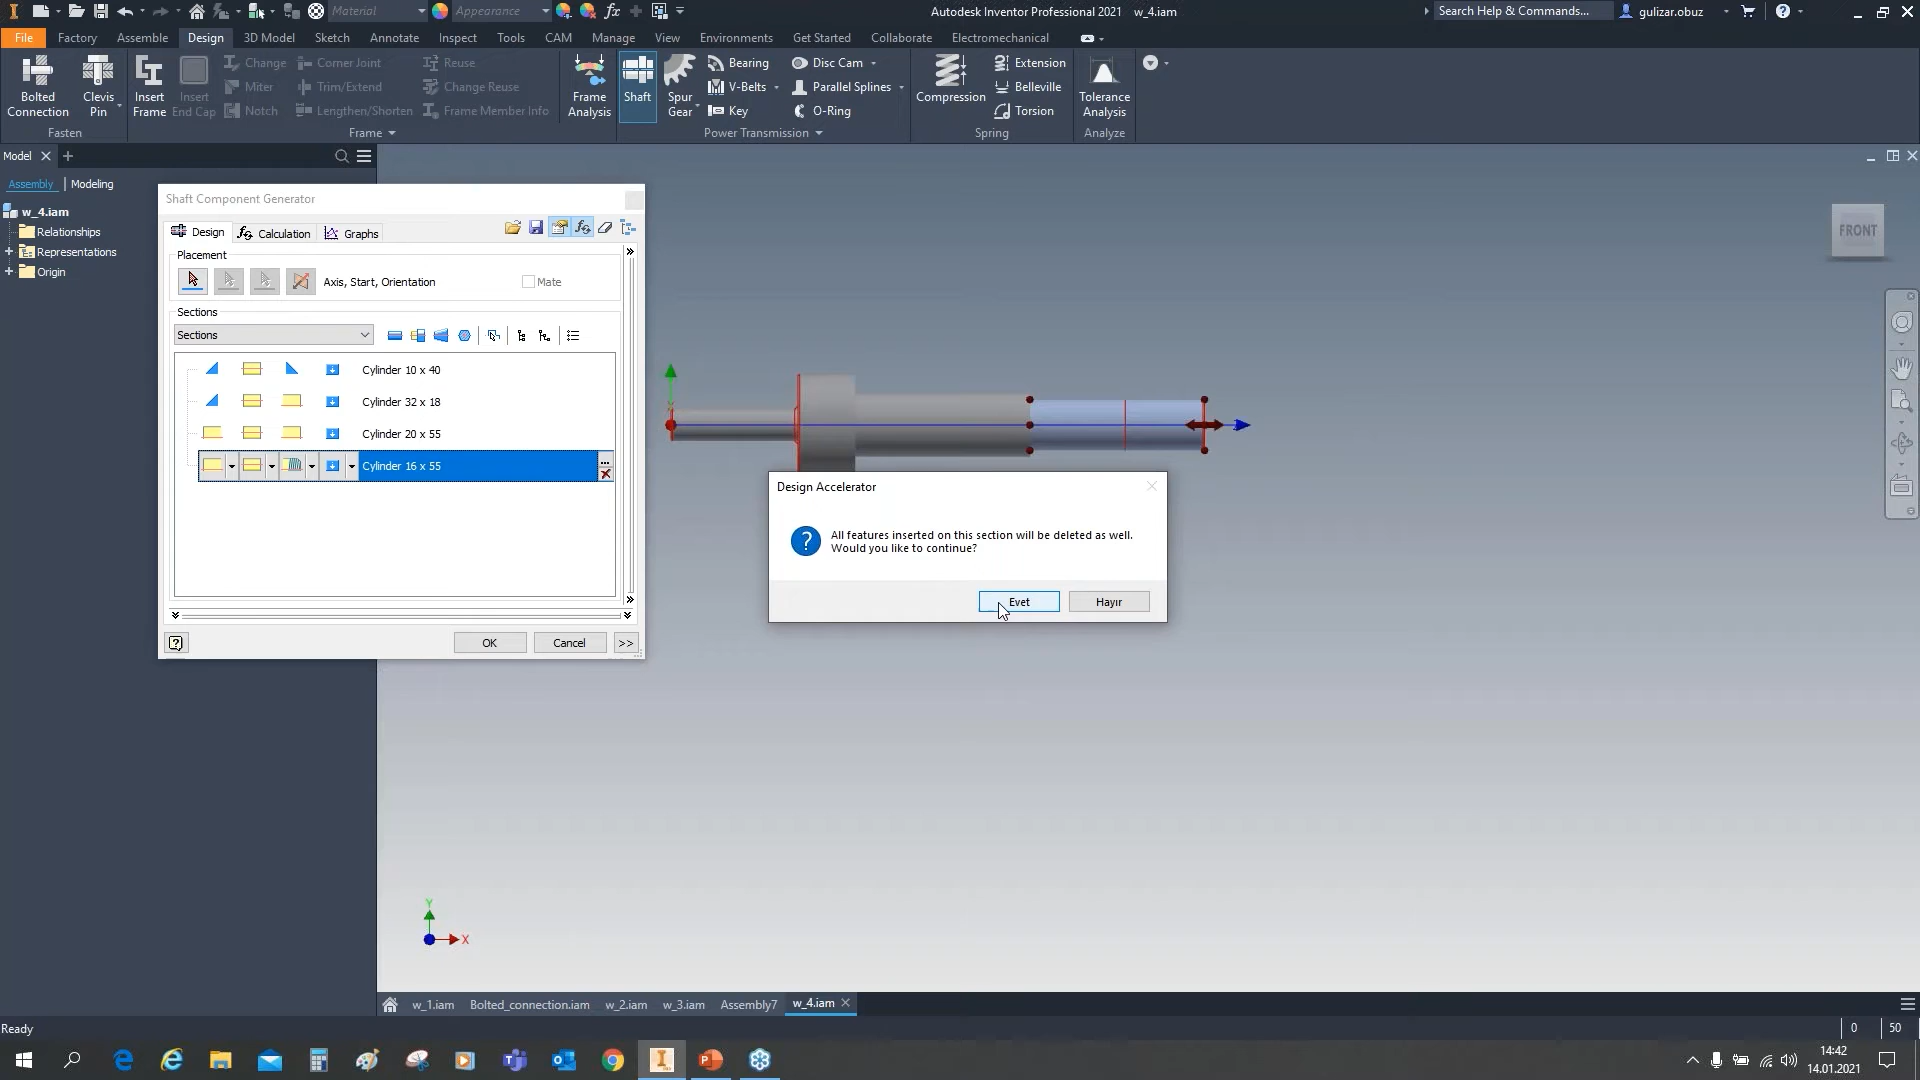 Material
Appearance
Autodesk Inventor Professional 2021 w_4.iam
Search Help & Commands...
gulizar.obuz
File
Factory
Assembly
Design
3D Model
Sketch
Annotate
Inspect
Tools
CAM
Manage
View
Environments
Get Started
Collaborate
Electromechanical
Bolted Connection
Clevis Pin
Insert Frame
Insert End Cap
Change
Miter
Notch
Corner Joint
Trim/Extend
Lengthen/Shorten
Reuse
Change Reuse
Frame Member Info
Frame Analysis
Shaft
Spur Gear
Bearing
V-Belts
Key
Disc Cam
Parallel Splines
O-Ring
Compression
Extension
Belleville
Torsion
Tolerance Analysis
Fasten
Frame
Power Transmission
Spring
Analyze
Model
Assembly
Modeling
w_4.iam
Relationships
Representations
Origin
Shaft Component Generator
Design
Calculation
Graphs
Placement
Axis, Start, Orientation
Mate
Sections
Sections
Cylinder 10 x 40
Cylinder 32 x 18
Cylinder 20 x 55
Cylinder 16 x 55
OK
Cancel
>>
FRONT
Design Accelerator
All features inserted on this section will be deleted as well.
Would you like to continue?
Evet
Hayır
Y
X
w_1.iam
Bolted_connection.iam
w_2.iam
w_3.iam
Assembly7
w_4.iam
Ready
0
50
14:42
14.01.2021